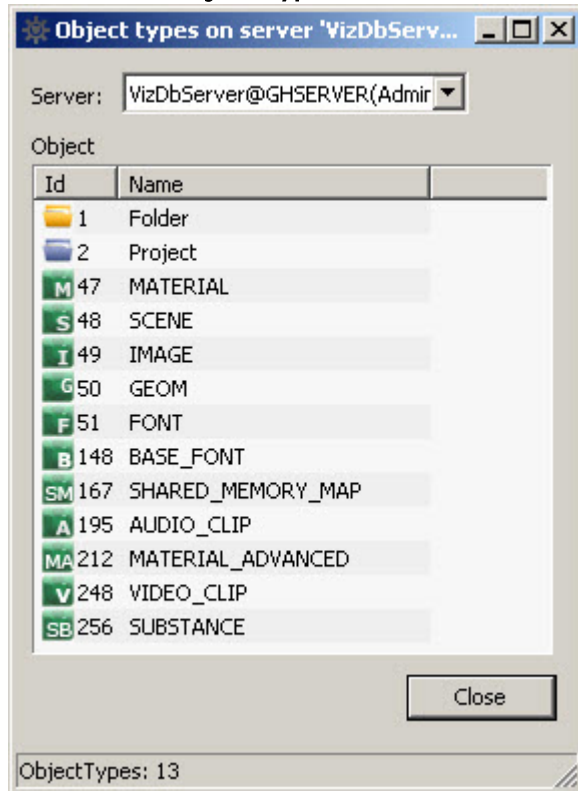 Object types on server 'VizDbServ...
Server: VizDbServer@GHSERVER(Admir
Object
Id Name
1 Folder
2 Project
M 47 MATERIAL
S 48 SCENE
I 49 IMAGE
G 50 GEOM
F 51 FONT
B 148 BASE_FONT
SM 167 SHARED_MEMORY_MAP
A 195 AUDIO_CLIP
MA 212 MATERIAL_ADVANCED
V 248 VIDEO_CLIP
SB 256 SUBSTANCE
Close
ObjectTypes: 13